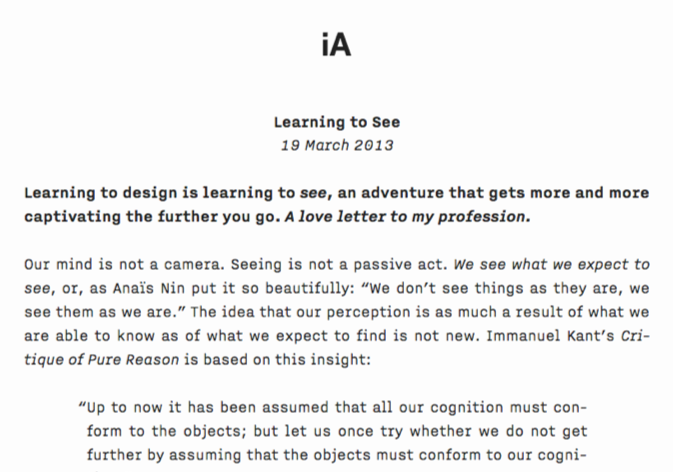 iA
Learning to See
19 March 2013
Learning to design is learning to see, an adventure that gets more and more
captivating the further you go. A love letter to my profession.
Our mind is not a camera. Seeing is not a passive act. We see what we expect to
see, or, as Anaïs Nin put it so beautifully: “We don’t see things as they are, we
see them as we are.” The idea that our perception is as much a result of what we
are able to know as of what we expect to find is not new. Immanuel Kant’s Cri-
tique of Pure Reason is based on this insight:
“Up to now it has been assumed that all our cognition must con-
form to the objects; but let us once try whether we do not get
further by assuming that the objects must conform to our cogni-